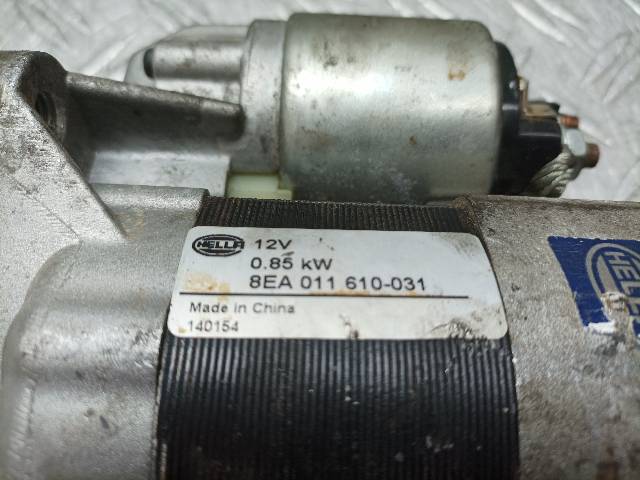 HELLA 12V
0.85 kW
8EA 011 610-031
Made in China
140154
HELLA